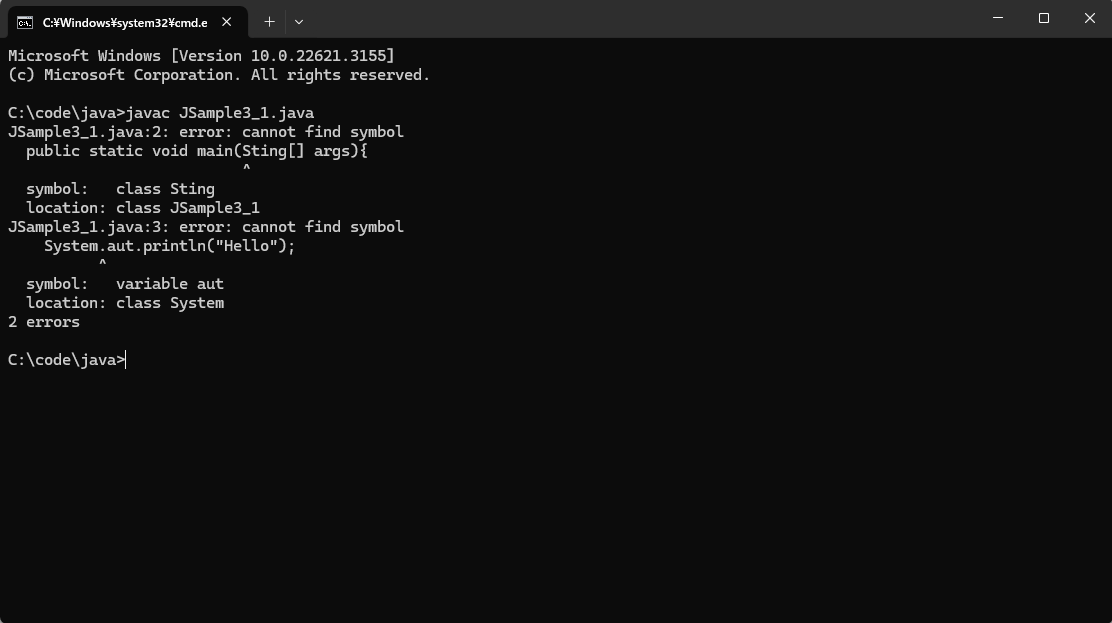 C:¥Windows¥system32¥cmd.e
Microsoft Windows [Version 10.0.22621.3155]
(c) Microsoft Corporation. All rights reserved.
C:\code\java>javac JSample3_1.java
JSample3_1.java:2: error: cannot find symbol
  public static void main(Sting[] args){
                          ^
  symbol:   class Sting
  location: class JSample3_1
JSample3_1.java:3: error: cannot find symbol
    System.aut.println("Hello");
          ^
  symbol:   variable aut
  location: class System
2 errors
C:\code\java>